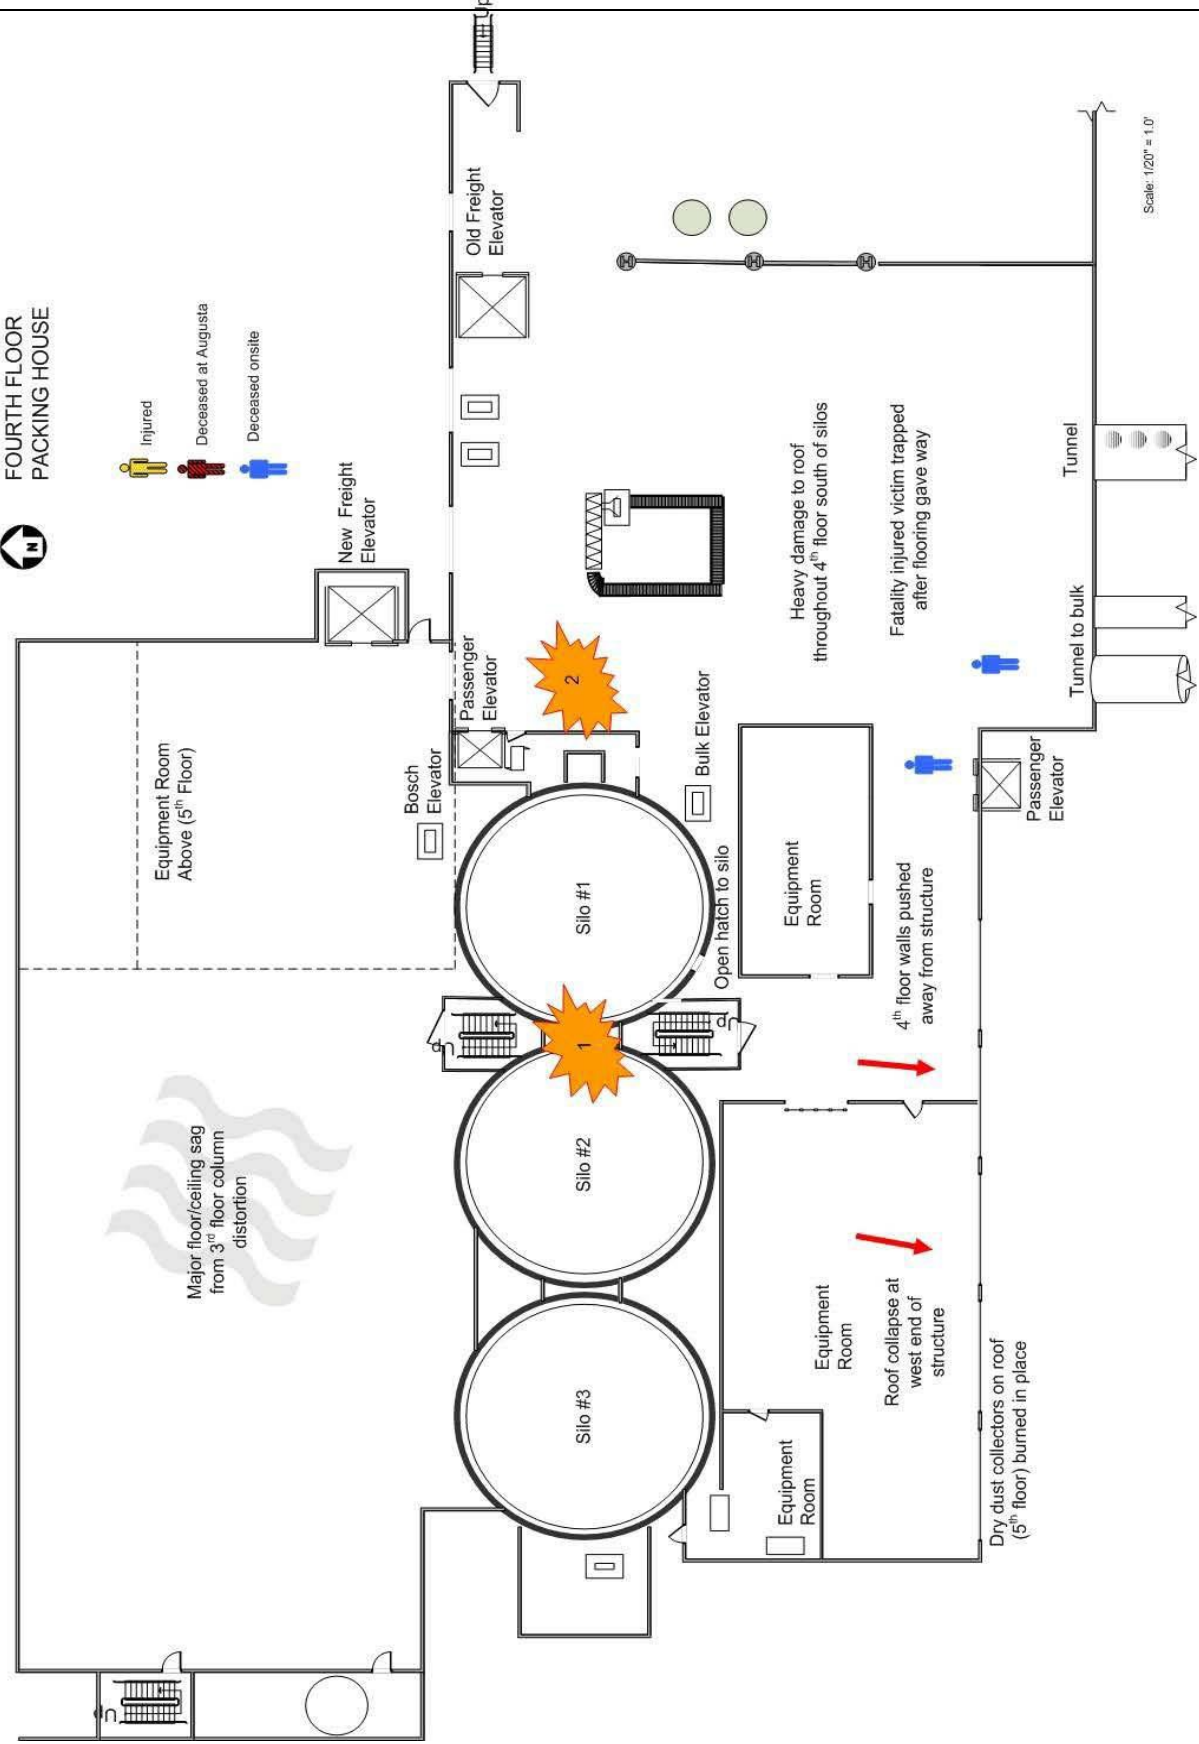 FOURTH FLOOR
PACKING HOUSE
N
Injured
Deceased at Augusta
Deceased onsite
Up
Old Freight
Elevator
New Freight
Elevator
Equipment Room
Above (5th Floor)
Passenger
Elevator
Bosch
Elevator
2
Bulk Elevator
Heavy damage to roof
throughout 4th floor south of silos
Fatality injured victim trapped
after flooring gave way
Tunnel
Tunnel to bulk
Scale: 1/20" = 1.0'
Passenger
Elevator
Silo #1
Open hatch to silo
Equipment
Room
4th floor walls pushed
away from structure
1
up
up
Major floor/ceiling sag
from 3rd floor column
distortion
Silo #2
Silo #3
Equipment
Room
Roof collapse at
west end of
structure
Equipment
Room
Dry dust collectors on roof
(5th floor) burned in place
up